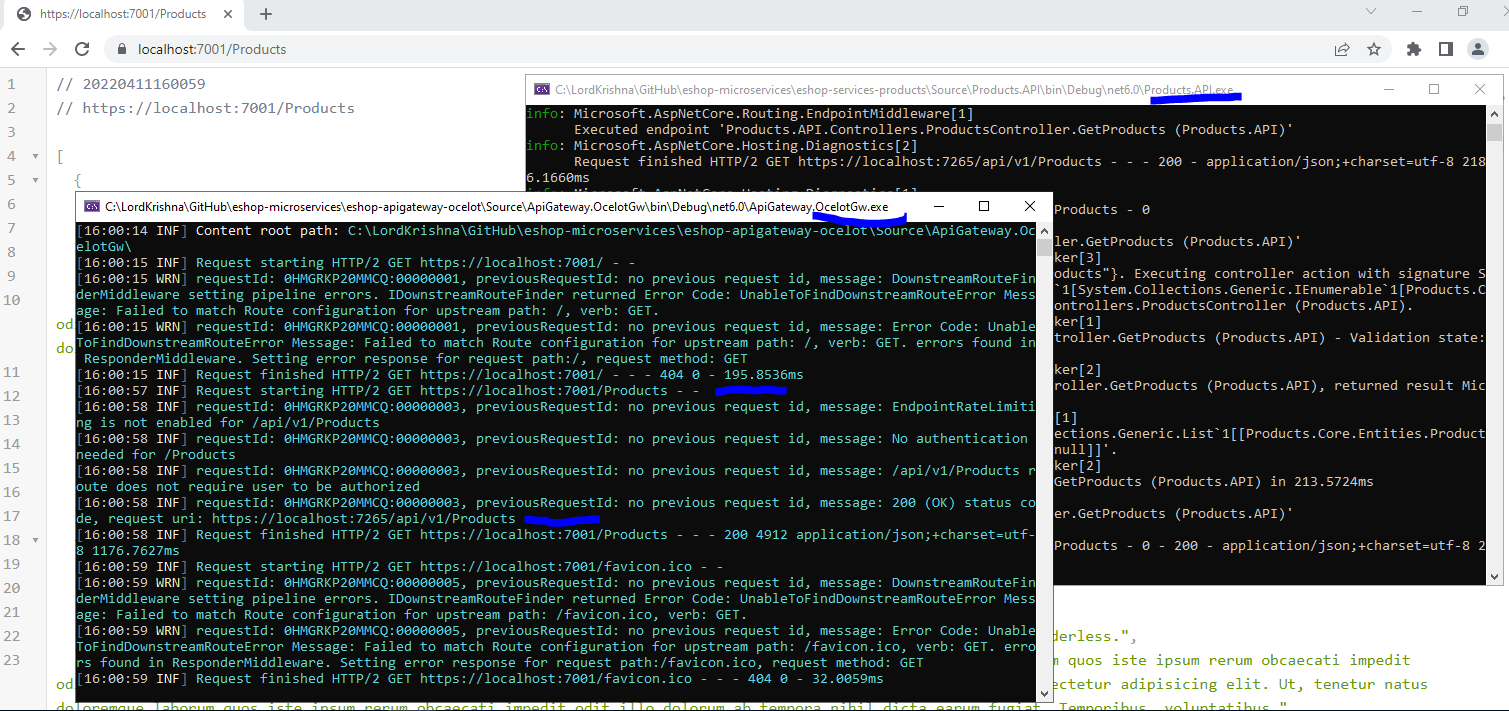 https://localhost:7001/Products
localhost:7001/Products
1 // 20220411160059
2 // https://localhost:7001/Products
3
4 [
5 {
6
7
8
9
10
od
do
11
12
13
14
15
16
17
18
19
20
21
22
23
od
C:\LordKrishna\GitHub\eshop-microservices\eshop-services-products\Source\Products.API\bin\Debug\net6.0\Products.API.exe
info: Microsoft.AspNetCore.Routing.EndpointMiddleware[1]
Executed endpoint 'Products.API.Controllers.ProductsController.GetProducts (Products.API)'
info: Microsoft.AspNetCore.Hosting.Diagnostics[2]
Request finished HTTP/2 GET https://localhost:7265/api/v1/Products - - - 200 - application/json;+charset=utf-8 218
6.1660ms
Products - 0
ler.GetProducts (Products.API)'
ker[3]
oducts"}. Executing controller action with signature S
`1[System.Collections.Generic.IEnumerable`1[Products.C
ontrollers.ProductsController (Products.API).
ker[1]
troller.GetProducts (Products.API) - Validation state:
ker[2]
roller.GetProducts (Products.API), returned result Mic
[1]
ections.Generic.List`1[[Products.Core.Entities.Product
null]]'.
ker[2]
GetProducts (Products.API) in 213.5724ms
er.GetProducts (Products.API)'
Products - 0 - 200 - application/json;+charset=utf-8 2
C:\LordKrishna\GitHub\eshop-microservices\eshop-apigateway-ocelot\Source\ApiGateway.OcelotGw\bin\Debug\net6.0\ApiGateway.OcelotGw.exe
[16:00:14 INF] Content root path: C:\LordKrishna\GitHub\eshop-microservices\eshop-apigateway-ocelot\Source\ApiGateway.Oc
elotGw\
[16:00:15 INF] Request starting HTTP/2 GET https://localhost:7001/ - -
[16:00:15 WRN] requestId: 0HMGRKP20MMCQ:00000001, previousRequestId: no previous request id, message: DownstreamRouteFin
derMiddleware setting pipeline errors. IDownstreamRouteFinder returned Error Code: UnableToFindDownstreamRouteError Mess
age: Failed to match Route configuration for upstream path: /, verb: GET.
[16:00:15 WRN] requestId: 0HMGRKP20MMCQ:00000001, previousRequestId: no previous request id, message: Error Code: Unable
ToFindDownstreamRouteError Message: Failed to match Route configuration for upstream path: /, verb: GET. errors found in
ResponderMiddleware. Setting error response for request path:/, request method: GET
[16:00:15 INF] Request finished HTTP/2 GET https://localhost:7001/ - - - 404 0 - 195.8536ms
[16:00:57 INF] Request starting HTTP/2 GET https://localhost:7001/Products - -
[16:00:58 INF] requestId: 0HMGRKP20MMCQ:00000003, previousRequestId: no previous request id, message: EndpointRateLimiti
ng is not enabled for /api/v1/Products
[16:00:58 INF] requestId: 0HMGRKP20MMCQ:00000003, previousRequestId: no previous request id, message: No authentication
needed for /Products
[16:00:58 INF] requestId: 0HMGRKP20MMCQ:00000003, previousRequestId: no previous request id, message: /api/v1/Products r
oute does not require user to be authorized
[16:00:58 INF] requestId: 0HMGRKP20MMCQ:00000003, previousRequestId: no previous request id, message: 200 (OK) status co
de, request uri: https://localhost:7265/api/v1/Products
[16:00:58 INF] Request finished HTTP/2 GET https://localhost:7001/Products - - - 200 4912 application/json;+charset=utf-
8 1176.7627ms
[16:00:59 INF] Request starting HTTP/2 GET https://localhost:7001/favicon.ico - -
[16:00:59 WRN] requestId: 0HMGRKP20MMCQ:00000005, previousRequestId: no previous request id, message: DownstreamRouteFin
derMiddleware setting pipeline errors. IDownstreamRouteFinder returned Error Code: UnableToFindDownstreamRouteError Mess
age: Failed to match Route configuration for upstream path: /favicon.ico, verb: GET.
[16:00:59 WRN] requestId: 0HMGRKP20MMCQ:00000005, previousRequestId: no previous request id, message: Error Code: Unable
ToFindDownstreamRouteError Message: Failed to match Route configuration for upstream path: /favicon.ico, verb: GET. erro
rs found in ResponderMiddleware. Setting error response for request path:/favicon.ico, request method: GET
[16:00:59 INF] Request finished HTTP/2 GET https://localhost:7001/favicon.ico - - - 404 0 - 32.0059ms
derless.",
m quos iste ipsum rerum obcaecati impedit
ectetur adipisicing elit. Ut, tenetur natus
doloremque laborum quos iste ipsum rerum obcaecati impedit odit illo dolorum ab tempora nihil dicta earum fugiat. Temporibus, voluptatibus."